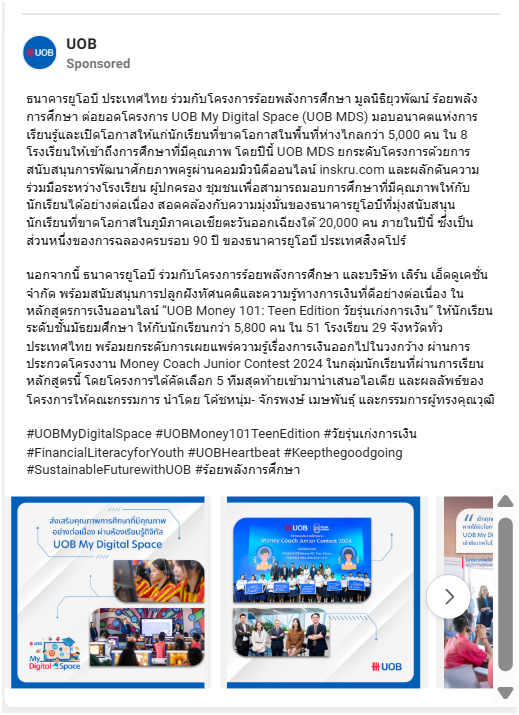 UOB
Sponsored
ธนาคารยูโอบี ประเทศไทย ร่วมกับโครงการร้อยพลังการศึกษา มูลนิธิยุวพัฒน์ ร้อยพลัง
การศึกษา ต่อยอดโครงการ UOB My Digital Space (UOB MDS) มอบอนาคตแห่งการ
เรียนรู้และเปิดโอกาสให้แก่นักเรียนที่ขาดโอกาสในพื้นที่ห่างไกลกว่า 5,000 คน ใน 8
โรงเรียนให้เข้าถึงการศึกษาที่มีคุณภาพ โดยปีนี้ UOB MDS ยกระดับโครงการด้วยการ
สนับสนุนการพัฒนาศักยภาพครูผ่านคอมมิวนิตีออนไลน์ inskru.com และผลักดันความ
ร่วมมือระหว่างโรงเรียน ผู้ปกครอง ชุมชนเพื่อสามารถมอบการศึกษาที่มีคุณภาพให้กับ
นักเรียนได้อย่างต่อเนื่อง สอดคล้องกับความมุ่งมั่นของธนาคารยูโอบีที่มุ่งสนับสนุน
นักเรียนที่ขาดโอกาสในภูมิภาคเอเชียตะวันออกเฉียงใต้ 20,000 คน ภายในปีนี้ ซึ่งเป็น
ส่วนหนึ่งของการฉลองครบรอบ 90 ปี ของธนาคารยูโอบี ประเทศสิงคโปร์
นอกจากนี้ ธนาคารยูโอบี ร่วมกับโครงการร้อยพลังการศึกษา และบริษัท เลิร์น เอ็ดดูเคชั่น
จำกัด พร้อมสนับสนุนการปลูกฝังทัศนคติและความรู้ทางการเงินที่ดีอย่างต่อเนื่อง ใน
หลักสูตรการเงินออนไลน์ “UOB Money 101: Teen Edition วัยรุ่นเก่งการเงิน” ให้นักเรียน
ระดับชั้นมัธยมศึกษา ให้กับนักเรียนกว่า 5,800 คน ใน 51 โรงเรียน 29 จังหวัดทั่ว
ประเทศไทย พร้อมยกระดับการเผยแพร่ความรู้เรื่องการเงินออกไปในวงกว้าง ผ่านการ
ประกวดโครงงาน Money Coach Junior Contest 2024 ในกลุ่มนักเรียนที่ผ่านการเรียน
หลักสูตรนี้ โดยโครงการได้คัดเลือก 5 ทีมสุดท้ายเข้ามานำเสนอไอเดีย และผลลัพธ์ของ
โครงการให้คณะกรรมการ นำโดย โค้ชหนุ่ม- จักรพงษ์ เมษพันธุ์ และกรรมการผู้ทรงคุณวุฒิ
#UOBMyDigitalSpace #UOBMoney101TeenEdition #วัยรุ่นเก่งการเงิน
#FinancialLiteracyforYouth #UOBHeartbeat #Keepthegoodgoing
#SustainableFuturewithUOB #ร้อยพลังการศึกษา
ส่งเสริมคุณภาพการศึกษาที่มีคุณภาพ
อย่างต่อเนื่อง ผ่านห้องเรียนรู้ดิจิทัล
UOB My Digital Space
UOB
My
Digital Space
UOB
Money Coach Junior Contest 2024
UOB
UOB My D